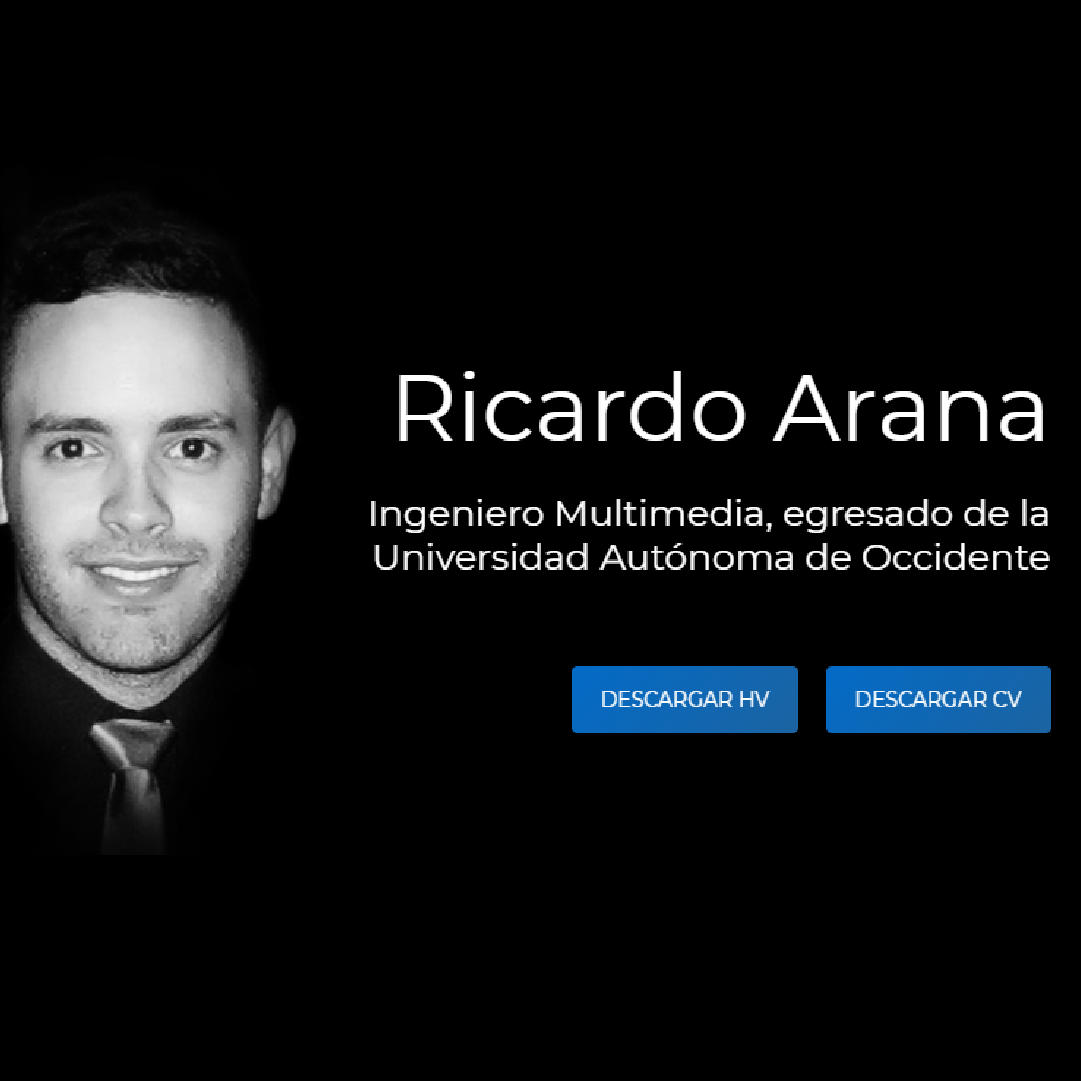 Ricardo Arana
Ingeniero Multimedia, egresado de la
Universidad Autónoma de Occidente
DESCARGAR HV
DESCARGAR CV